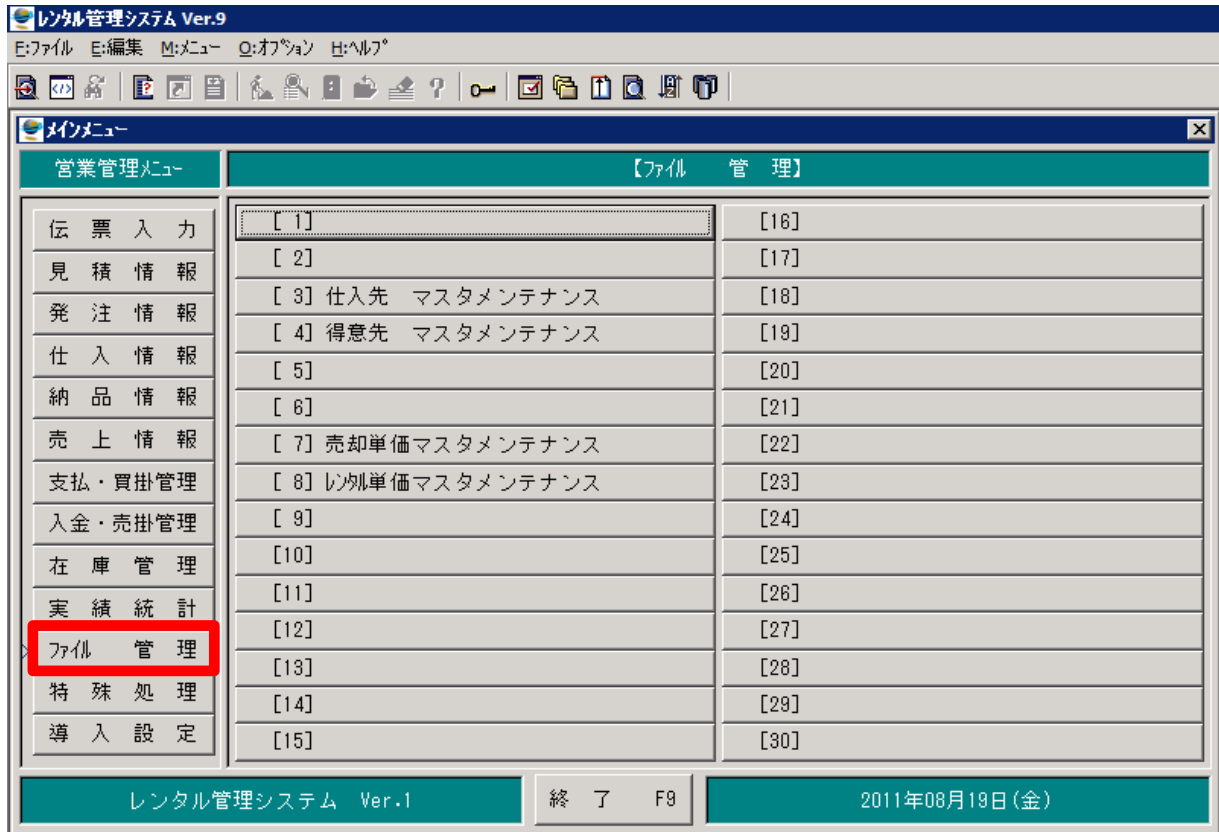 レンタル管理システム Ver.9
F:ファイル E:編集 M:メニュー O:オプション H:ヘルプ
メインメニュー
営業管理メニュー
【ファイル 管 理】
伝 票 入 力
見 積 情 報
発 注 情 報
仕 入 情 報
納 品 情 報
売 上 情 報
支払・買掛管理
入金・売掛管理
在 庫 管 理
実 績 統 計
ファイル 管 理
特 殊 処 理
導 入 設 定
[ 1]
[ 2]
[ 3] 仕入先 マスタメンテナンス
[ 4] 得意先 マスタメンテナンス
[ 5]
[ 6]
[ 7] 売却単価マスタメンテナンス
[ 8] レンタル単価マスタメンテナンス
[ 9]
[10]
[11]
[12]
[13]
[14]
[15]
[16]
[17]
[18]
[19]
[20]
[21]
[22]
[23]
[24]
[25]
[26]
[27]
[28]
[29]
[30]
レンタル管理システム Ver.1
終 了 F9
2011年08月19日(金)